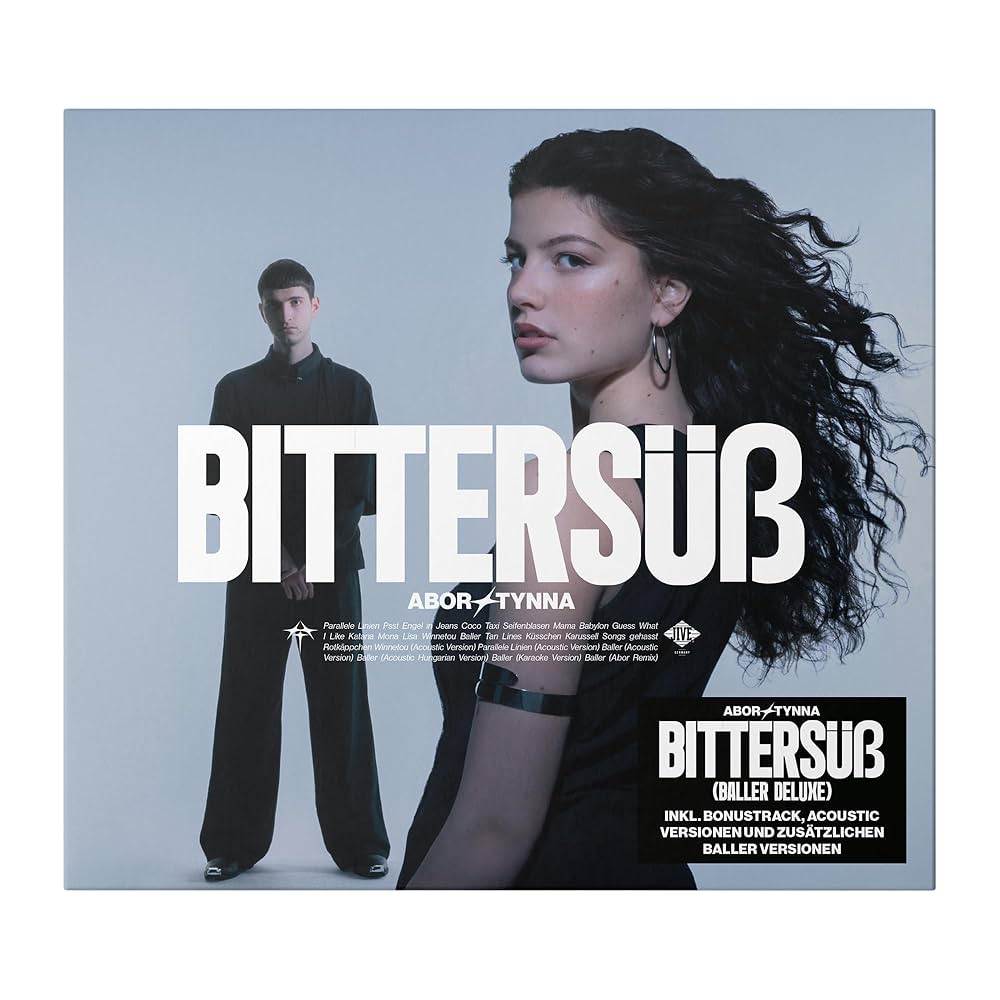 BITTERSÜß
ABOR TYNNA
Parallele Linien Psst Engel in Jeans Coco Taxi Seifenblasen Mama Babylon Guess What
I Like Katana Mona Lisa Winnetou Baller Tan Lines Küsschen Karussell Songs gehasst
Rotkäppchen Winnetou (Acoustic Version) Parallele Linien (Acoustic Version) Baller (Acoustic
Version) Baller (Acoustic Hungarian Version) Baller (Karaoke Version) Baller (Abor Remix)
JIVE
GERMANY
ABOR TYNNA
BITTERSÜß
(BALLER DELUXE)
INKL. BONUSTRACK, ACOUSTIC
VERSIONEN UND ZUSÄTZLICHEN
BALLER VERSIONEN